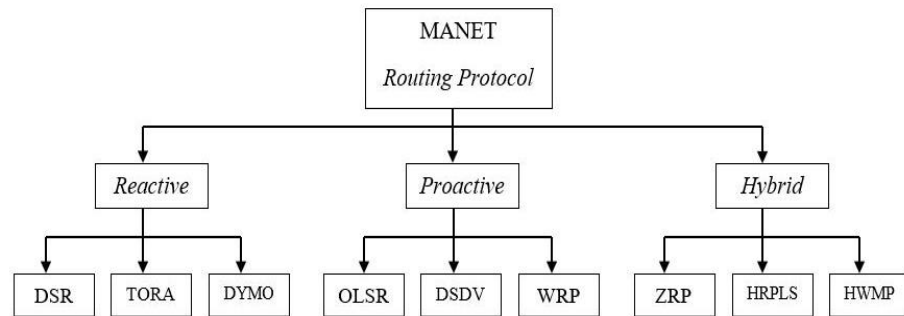 MANET
Routing Protocol
Reactive
Proactive
Hybrid
DSR
TORA
DYMO
OLSR
DSDV
WRP
ZRP
HRPLS
HWMP